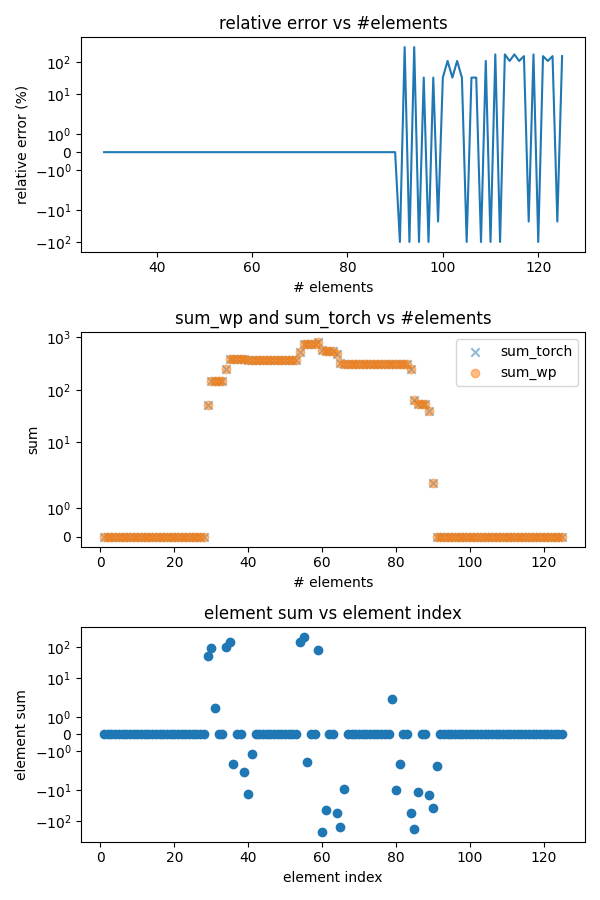 relative error vs #elements
relative error (%)
10²
10¹
10⁰
0
−10⁰
−10¹
−10²
40 60 80 100 120
# elements
sum_wp and sum_torch vs #elements
sum
10³
10²
10¹
10⁰
0
sum_torch
sum_wp
0 20 40 60 80 100 120
# elements
element sum vs element index
element sum
10²
10¹
10⁰
0
−10⁰
−10¹
−10²
0 20 40 60 80 100 120
element index